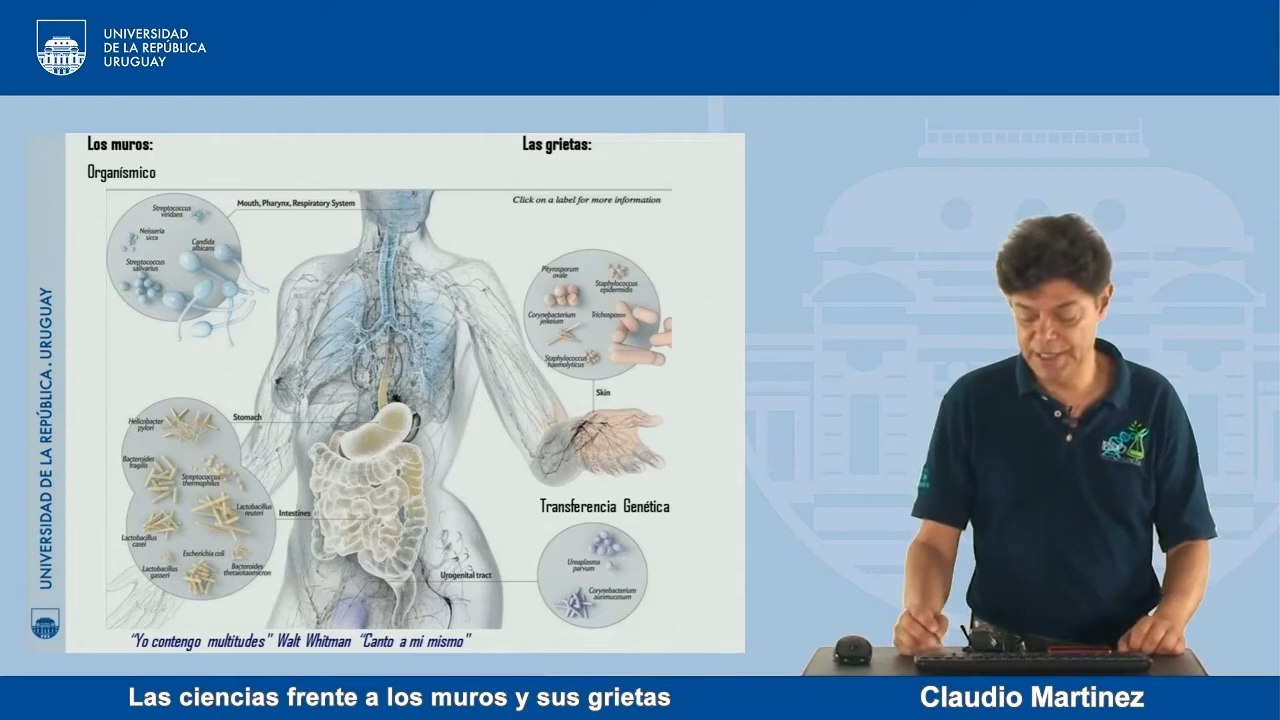 UNIVERSIDAD
DE LA REPÚBLICA
URUGUAY
UNIVERSIDAD DE LA REPÚBLICA . URUGUAY
Los muros:
Las grietas:
Organísmico
Click on a label for more information
Mouth, Pharynx, Respiratory System
Streptococcus
viridans
Neisseria
sicca
Candida
albicans
Streptococcus
salivarius
Pityrosporum
ovale
Staphylococcus
epidermidis
Corynebacterium
jeikeium
Trichosporon
Staphylococcus
haemolyticus
Skin
Stomach
Helicobacter
pylori
Bacteroides
fragilis
Streptococcus
thermophilus
Lactobacillus
reuteri
Intestines
Lactobacillus
casei
Escherichia coli
Lactobacillus
gasseri
Bacteroides
thetaiotaomicron
Transferencia Genética
Ureaplasma
parvum
Corynebacterium
aurimucosum
Urogenital tract
"Yo contengo multitudes" Walt Whitman "Canto a mi mismo"
Las ciencias frente a los muros y sus grietas
Claudio Martinez